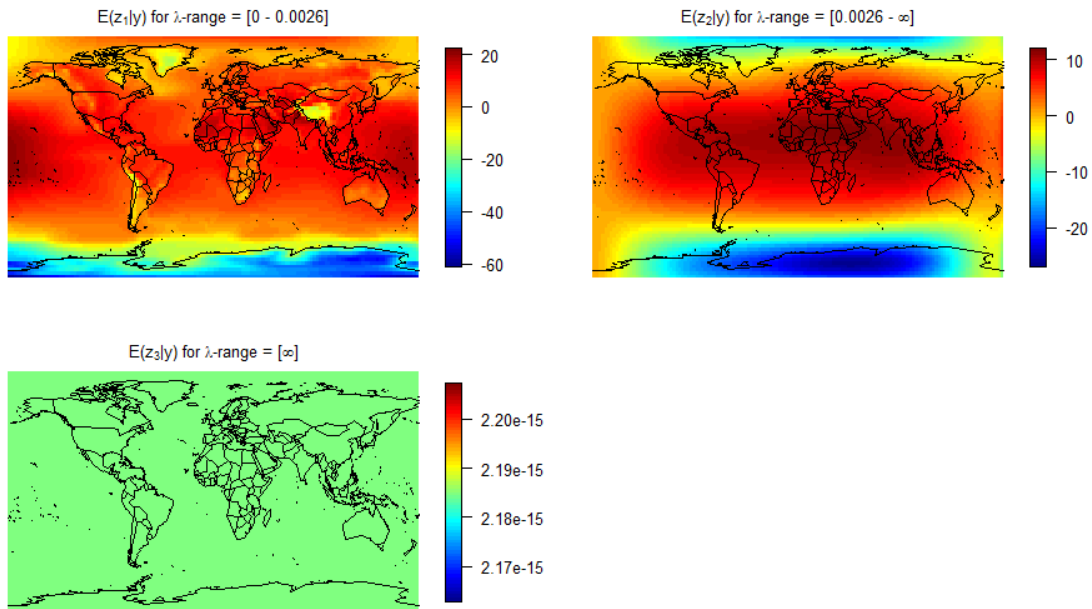 E(z₁|y) for λ-range = [0 - 0.0026]
20
0
-20
-40
-60
E(z₂|y) for λ-range = [0.0026 - ∞]
10
0
-10
-20
E(z₃|y) for λ-range = [∞]
2.20e-15
2.19e-15
2.18e-15
2.17e-15